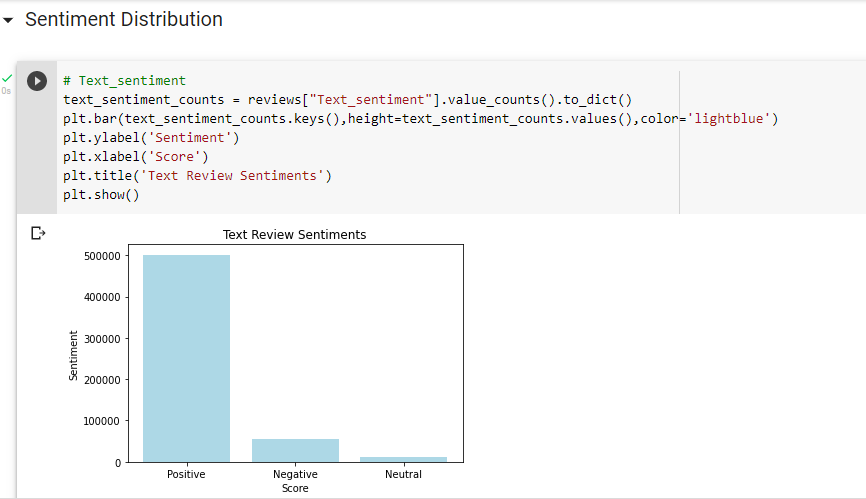 Sentiment Distribution
0s
# Text_sentiment
text_sentiment_counts = reviews["Text_sentiment"].value_counts().to_dict()
plt.bar(text_sentiment_counts.keys(),height=text_sentiment_counts.values(),color='lightblue')
plt.ylabel('Sentiment')
plt.xlabel('Score')
plt.title('Text Review Sentiments')
plt.show()
Text Review Sentiments
500000
400000
300000
200000
100000
0
Sentiment
Positive
Negative
Neutral
Score